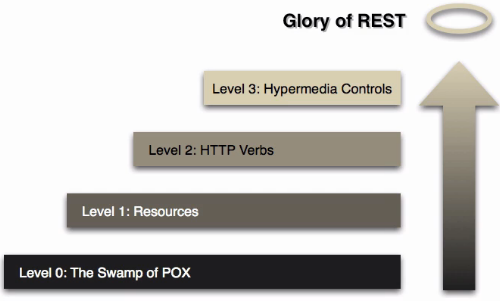 Glory of REST
Level 3: Hypermedia Controls
Level 2: HTTP Verbs
Level 1: Resources
Level 0: The Swamp of POX